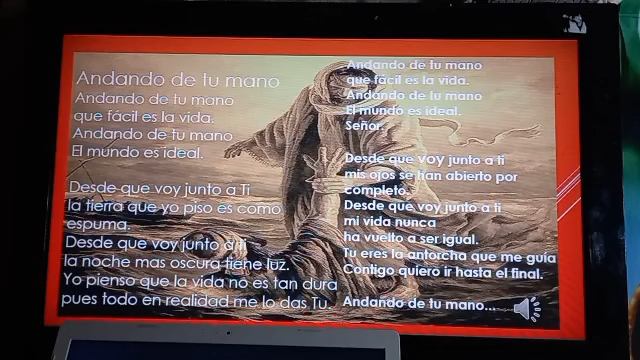 Andando de tu mano
Andando de tu mano
que fácil es la vida.
Andando de tu mano
El mundo es ideal.
Desde que voy junto a Ti
la tierra que yo piso es como
espuma.
Desde que voy junto a ti
la noche mas oscura tiene luz.
Yo pienso que la vida no es tan dura
pues todo en realidad me lo das Tu.
Andando de tu mano
que fácil es la vida.
Andando de tu mano
El mundo es ideal.
Señor.
Desde que voy junto a ti
mis ojos se han abierto por
completo.
Desde que voy junto a ti
mi vida nunca
ha vuelto a ser igual.
Tu eres la antorcha que me guía
Contigo quiero ir hasta el final.
Andando de tu mano...